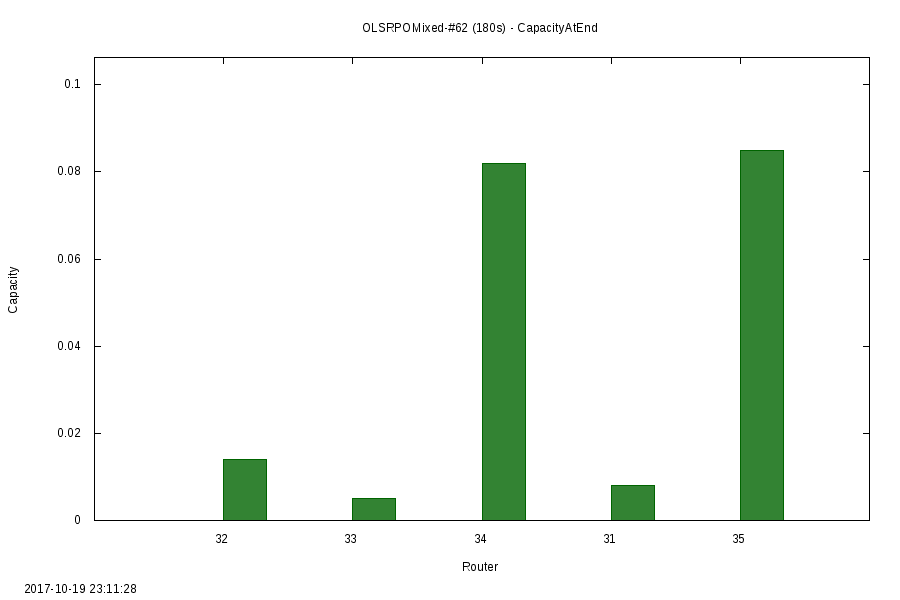 OLSRPOMixed-#62 (180s) - CapacityAtEnd
0.1
0.08
0.06
0.04
0.02
0
Capacity
32 33 34 31 35
Router
2017-10-19 23:11:28